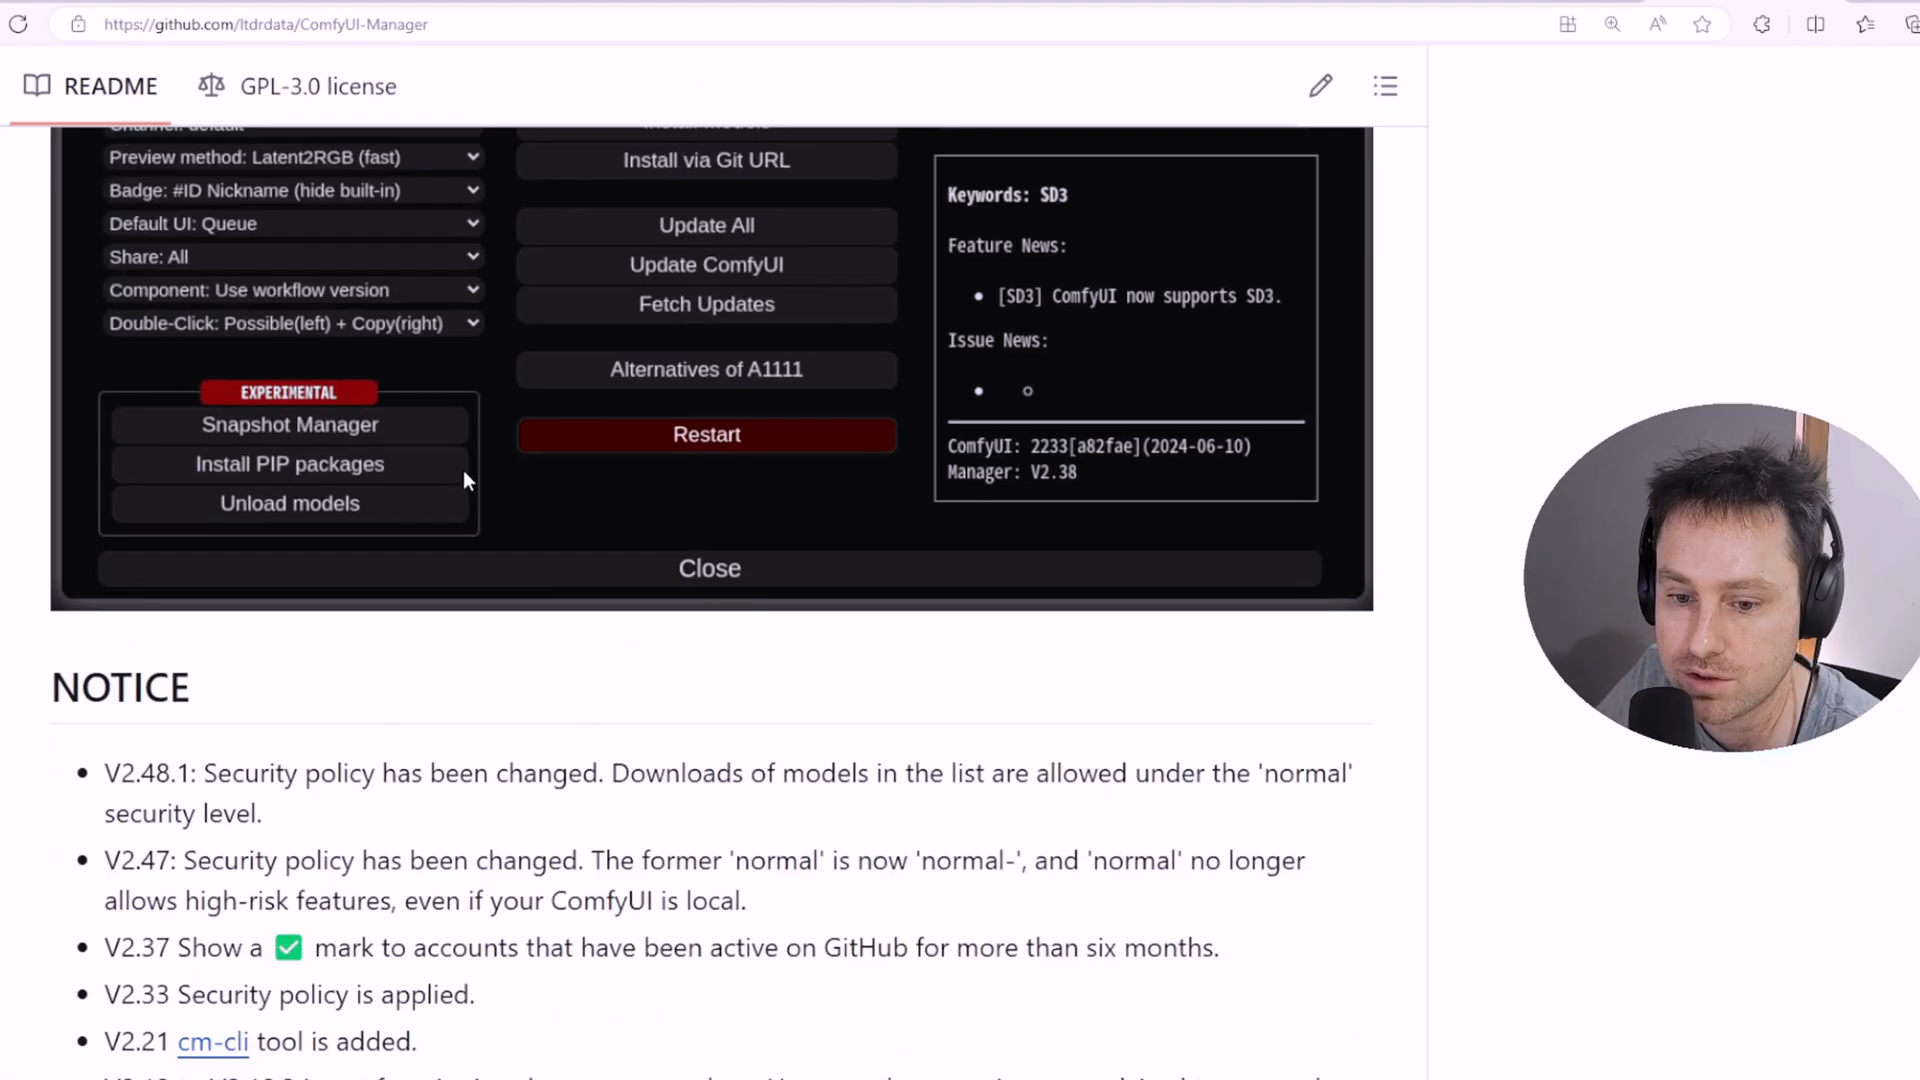 https://github.com/ltdrdata/ComfyUI-Manager
README
GPL-3.0 license
Channel: default
Preview method: Latent2RGB (fast)
Badge: #ID Nickname (hide built-in)
Default UI: Queue
Share: All
Component: Use workflow version
Double-Click: Possible(left) + Copy(right)
EXPERIMENTAL
Snapshot Manager
Install PIP packages
Unload models
Install Models
Install via Git URL
Update All
Update ComfyUI
Fetch Updates
Alternatives of A1111
Restart
Keywords: SD3
Feature News:
• [SD3] ComfyUI now supports SD3.
Issue News:
ComfyUI: 2233[a82fae](2024-06-10)
Manager: V2.38
Close
NOTICE
• V2.48.1: Security policy has been changed. Downloads of models in the list are allowed under the 'normal'
security level.
• V2.47: Security policy has been changed. The former 'normal' is now 'normal-', and 'normal' no longer
allows high-risk features, even if your ComfyUI is local.
• V2.37 Show a ✅ mark to accounts that have been active on GitHub for more than six months.
• V2.33 Security policy is applied.
• V2.21 cm-cli tool is added.